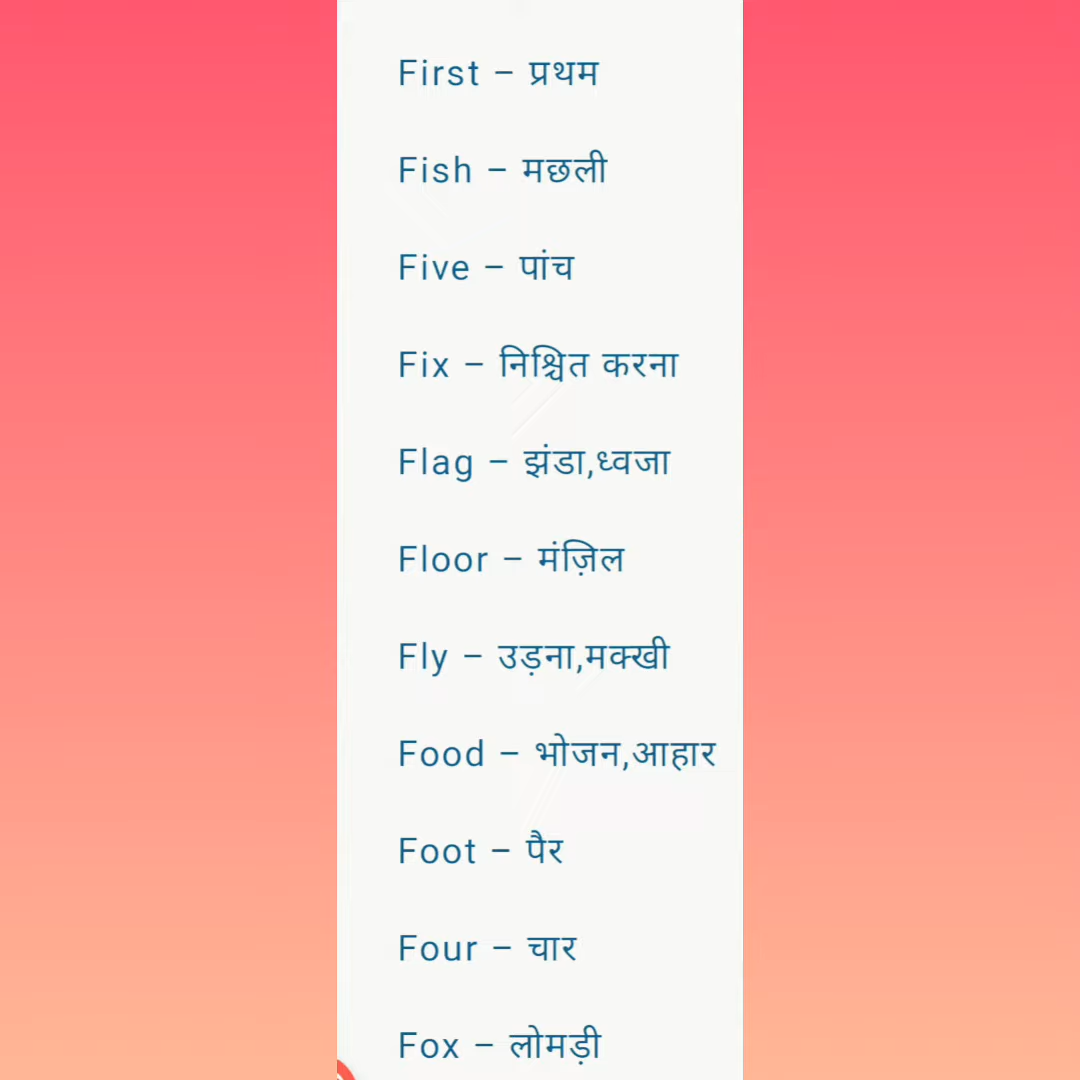 First – प्रथम
Fish – मछली
Five – पांच
Fix – निश्चित करना
Flag – झंडा,ध्वजा
Floor – मंज़िल
Fly – उड़ना,मक्खी
Food – भोजन,आहार
Foot – पैर
Four – चार
Fox – लोमड़ी